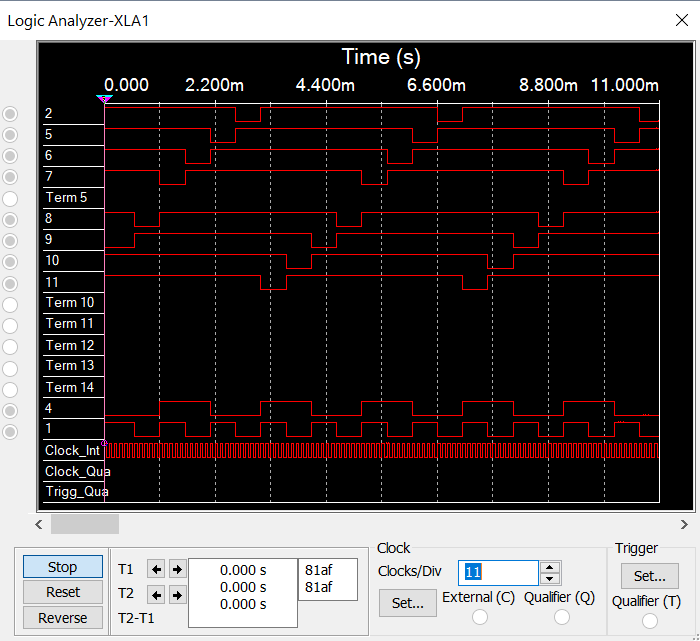 Logic Analyzer-XLA1
Time (s)
0.000 2.200m 4.400m 6.600m 8.800m 11.000m
2
5
6
7
Term 5
8
9
10
11
Term 10
Term 11
Term 12
Term 13
Term 14
4
1
Clock_Int
Clock_Qua
Trigg_Qua
Stop
Reset
Reverse
T1
T2
T2-T1
0.000 s
0.000 s
0.000 s
81af
81af
Clock
Clocks/Div 11
Set... External (C) Qualifier (Q)
Trigger
Set...
Qualifier (T)